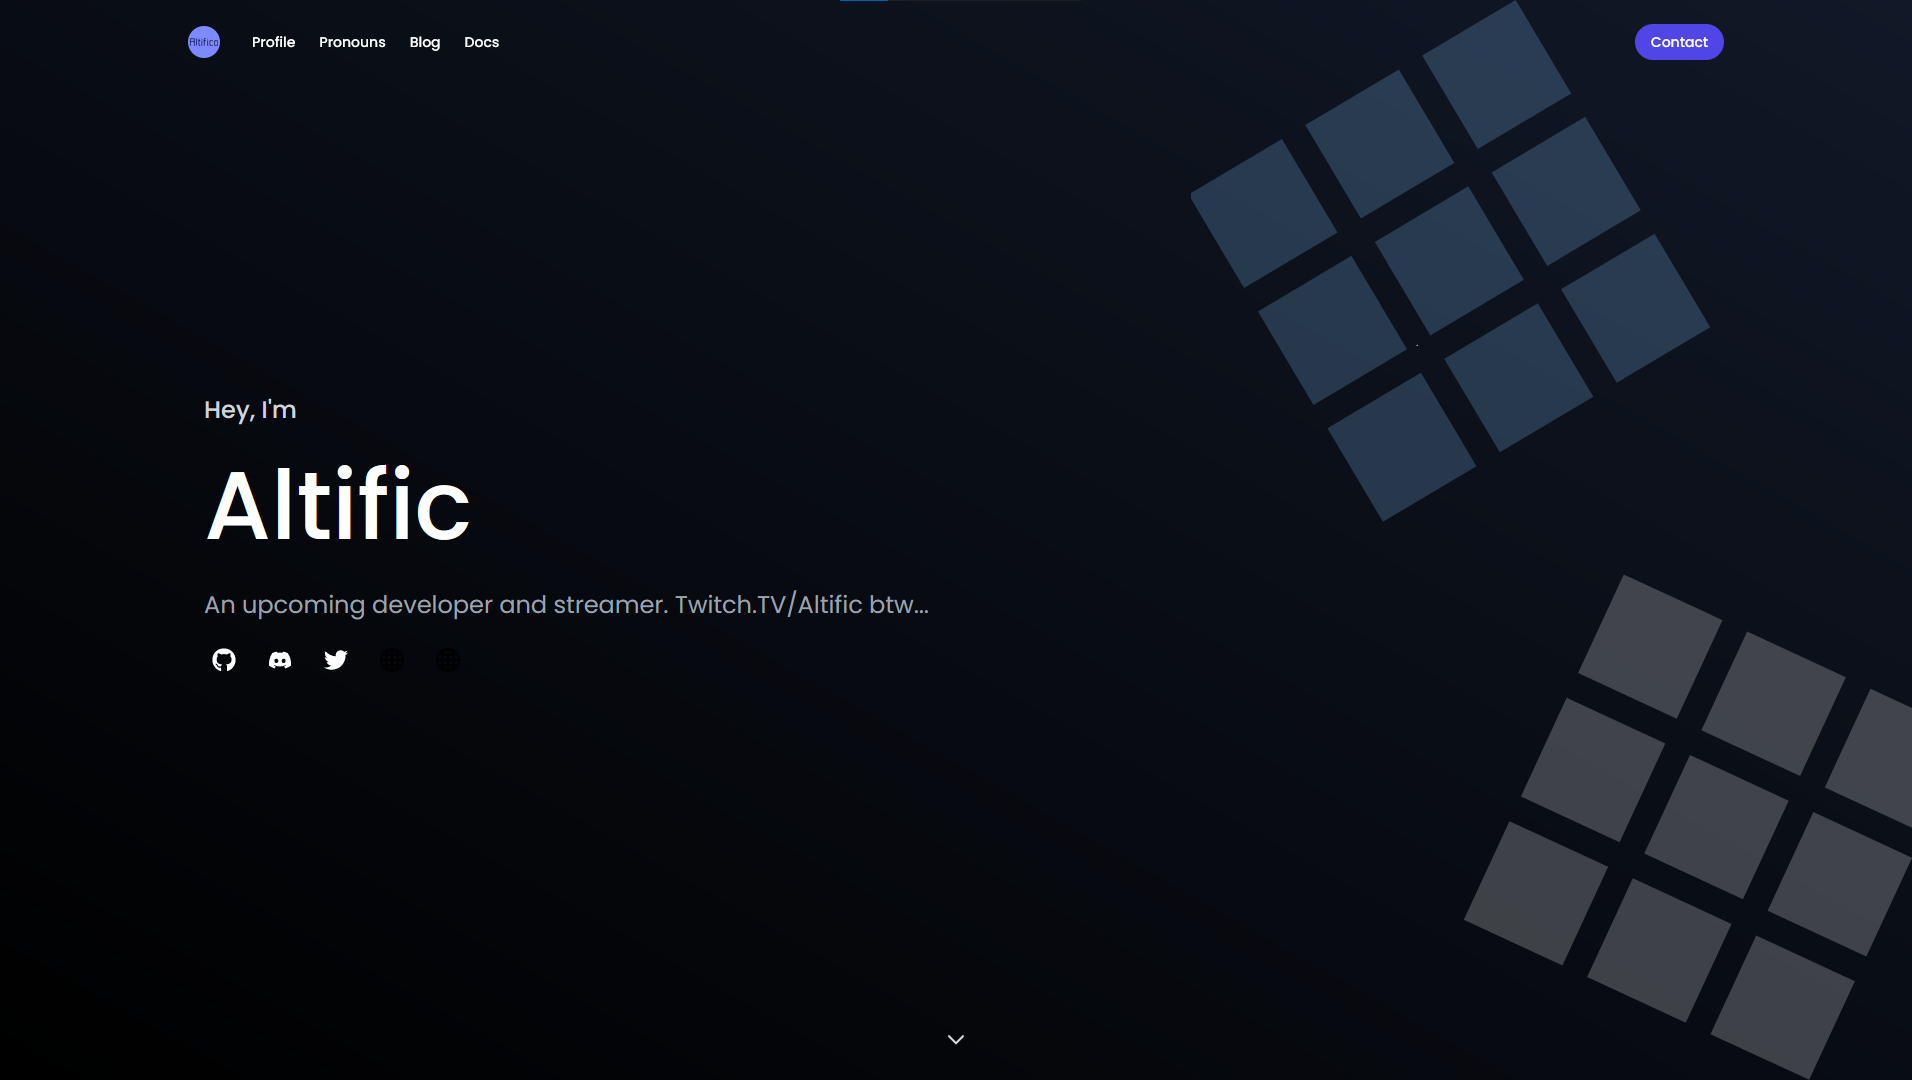 Altifico
Profile
Pronouns
Blog
Docs
Contact
Hey, I'm
Altific
An upcoming developer and streamer. Twitch.TV/Altific btw...